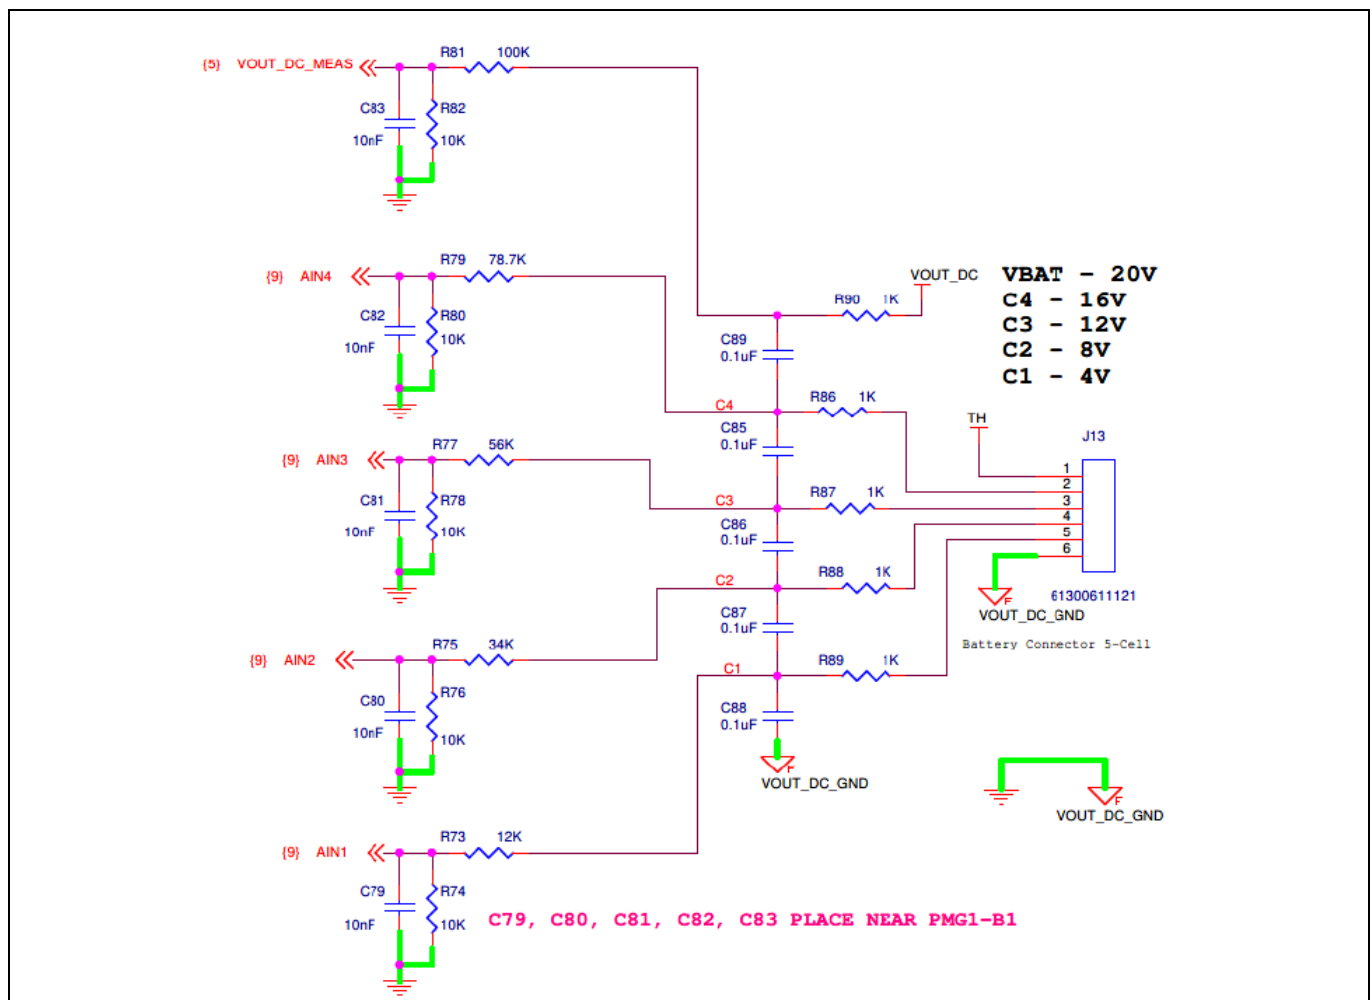 {5} VOUT_DC_MEAS
R81 100K
C83
10nF
R82
10K
{9} AIN4
R79 78.7K
C82
10nF
R80
10K
{9} AIN3
R77 56K
C81
10nF
R78
10K
{9} AIN2
R75 34K
C80
10nF
R76
10K
{9} AIN1
R73 12K
C79
10nF
R74
10K
C79, C80, C81, C82, C83 PLACE NEAR PMG1-B1
VOUT_DC
R90 1K
C89
0.1uF
C4
R86 1K
C85
0.1uF
C3
R87 1K
C86
0.1uF
C2
R88 1K
C87
0.1uF
C1
R89 1K
C88
0.1uF
F
VOUT_DC_GND
VBAT - 20V
C4 - 16V
C3 - 12V
C2 - 8V
C1 - 4V
TH
J13
1
2
3
4
5
6
F
VOUT_DC_GND
61300611121
Battery Connector 5-Cell
F
VOUT_DC_GND